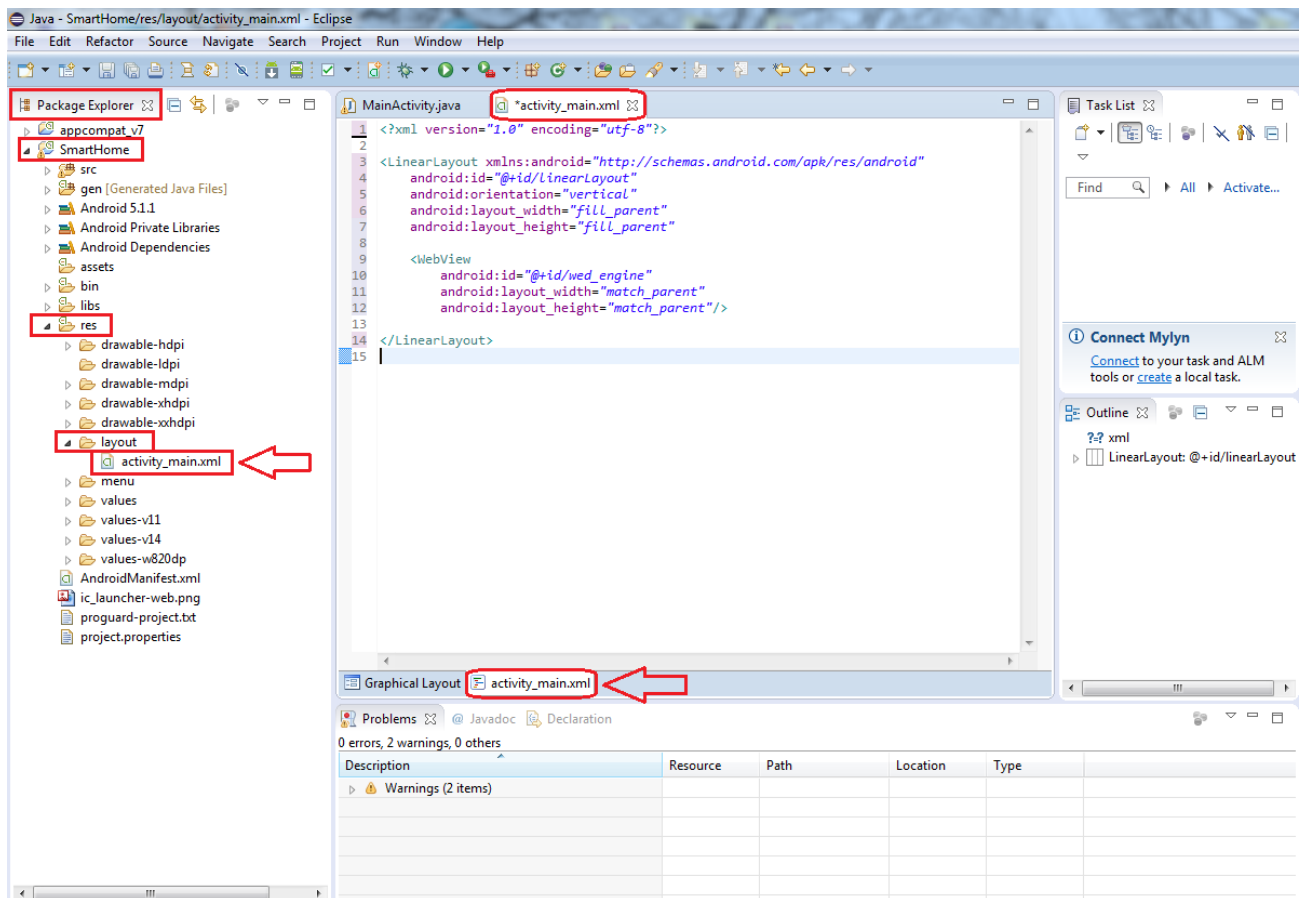 Java - SmartHome/res/layout/activity_main.xml - Eclipse
File Edit Refactor Source Navigate Search Project Run Window Help
Package Explorer
appcompat_v7
SmartHome
src
gen [Generated Java Files]
Android 5.1.1
Android Private Libraries
Android Dependencies
assets
bin
libs
res
drawable-hdpi
drawable-ldpi
drawable-mdpi
drawable-xhdpi
drawable-xxhdpi
layout
activity_main.xml
menu
values
values-v11
values-v14
values-w820dp
AndroidManifest.xml
ic_launcher-web.png
proguard-project.txt
project.properties
MainActivity.java *activity_main.xml
1 <?xml version="1.0" encoding="utf-8"?>
2
3 <LinearLayout xmlns:android="http://schemas.android.com/apk/res/android"
4 android:id="@+id/linearLayout"
5 android:orientation="vertical"
6 android:layout_width="fill_parent"
7 android:layout_height="fill_parent"
8
9 <WebView
10 android:id="@+id/wed_engine"
11 android:layout_width="match_parent"
12 android:layout_height="match_parent"/>
13
14 </LinearLayout>
15
Graphical Layout activity_main.xml
Task List
Find All Activate...
Connect Mylyn
Connect to your task and ALM
tools or create a local task.
Outline
?=? xml
LinearLayout: @+id/linearLayout
Problems @ Javadoc Declaration
0 errors, 2 warnings, 0 others
Description Resource Path Location Type
Warnings (2 items)